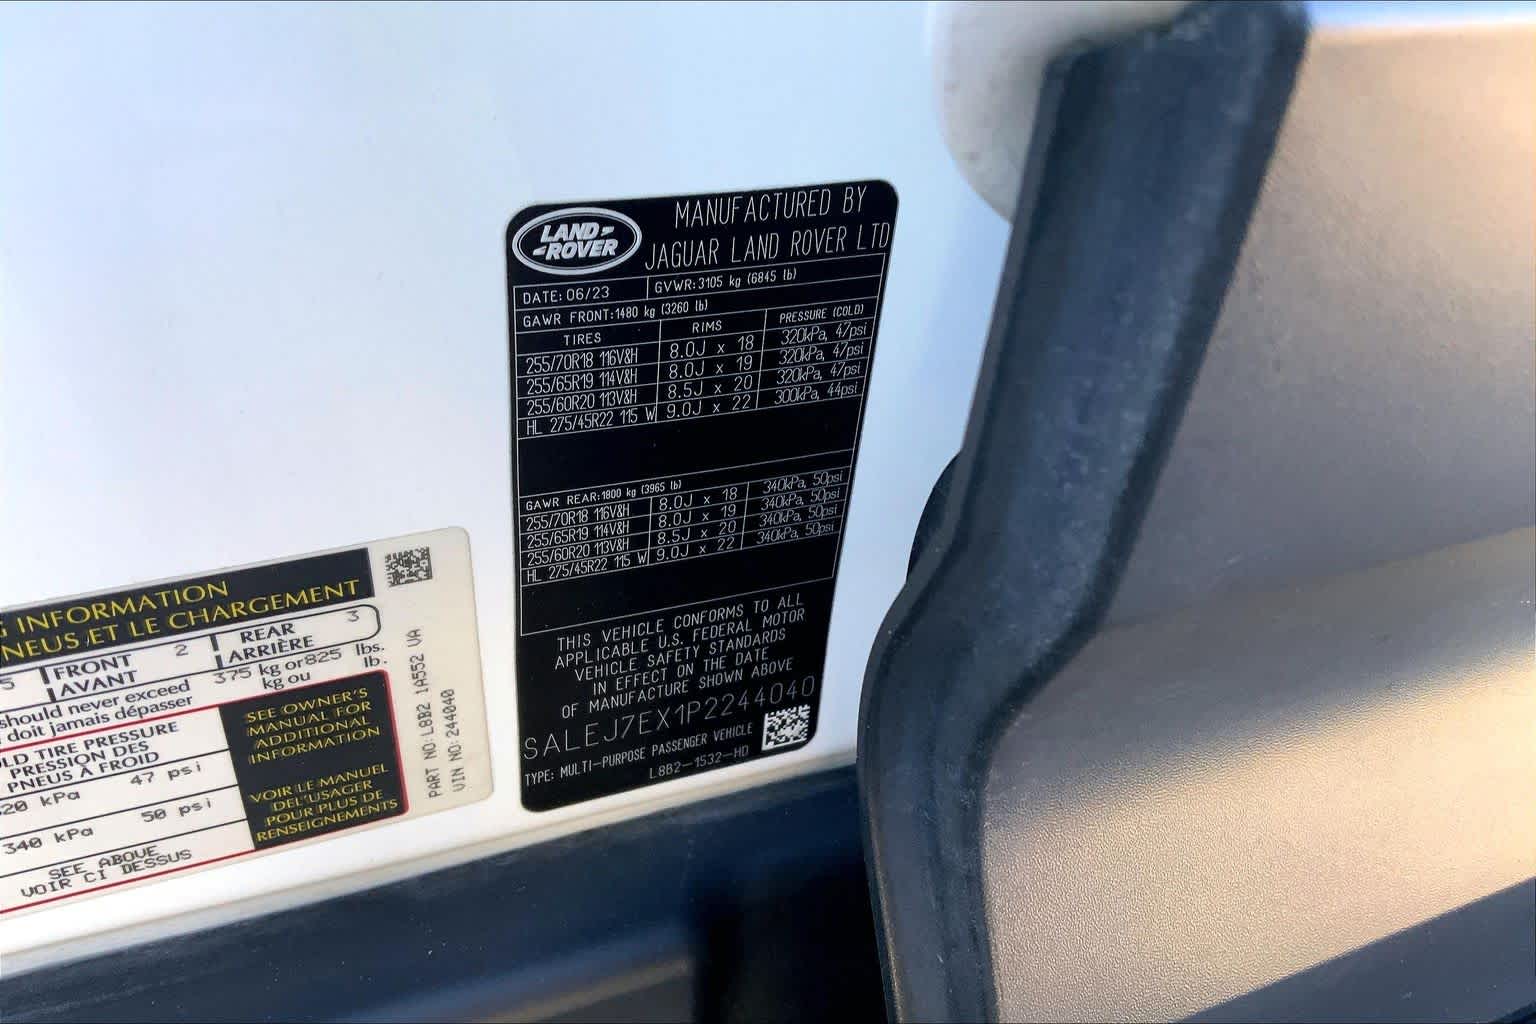 LAND-
-ROVER
MANUFACTURED BY
JAGUAR LAND ROVER LTD
DATE: 06/23 GVWR: 3105 kg (6845 lb)
GAWR FRONT: 1480 kg (3260 lb)
TIRES RIMS PRESSURE (COLD)
255/70R18 116V&H 8.0J x 18 320kPa, 47psi
255/65R19 114V&H 8.0J x 19 320kPa, 47psi
255/60R20 113V&H 8.5J x 20 320kPa, 47psi
HL 275/45R22 115 W 9.0J x 22 300kPa, 44psi
GAWR REAR: 1800 kg (3965 lb)
255/70R18 116V&H 8.0J x 18 340kPa, 50psi
255/65R19 114V&H 8.0J x 19 340kPa, 50psi
255/60R20 113V&H 8.5J x 20 340kPa, 50psi
HL 275/45R22 115 W 9.0J x 22 340kPa, 50psi
THIS VEHICLE CONFORMS TO ALL
APPLICABLE U.S. FEDERAL MOTOR
VEHICLE SAFETY STANDARDS
IN EFFECT ON THE DATE
OF MANUFACTURE SHOWN ABOVE
SALEJ7EX1P2244040
TYPE: MULTI-PURPOSE PASSENGER VEHICLE
L8B2-1532-HD
G INFORMATION
NEUS ET LE CHARGEMENT
5 FRONT 2 REAR 3
AVANT ARRIÈRE
should never exceed 375 kg or 825 lbs.
doit jamais dépasser kg ou lb.
LD TIRE PRESSURE
PRESSION DES
PNEUS À FROID
20 kPa 47 psi
340 kPa 50 psi
SEE ABOVE
VOIR CI DESSUS
SEE OWNER'S
MANUAL FOR
ADDITIONAL
INFORMATION
VOIR LE MANUEL
DEL'USAGER
POUR PLUS DE
RENSEIGNEMENTS
PART NO: L8B2 1A552 VA
VIN NO: 244040